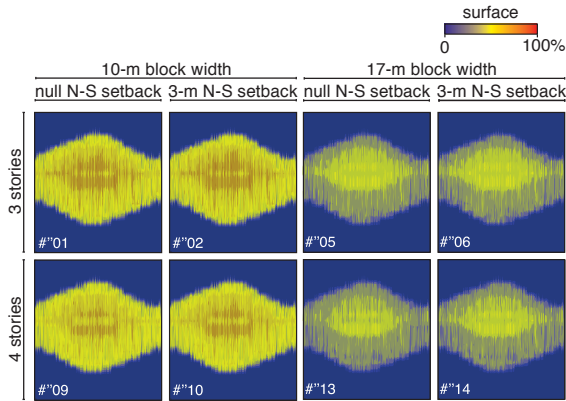 surface
0 100%
10-m block width 17-m block width
null N-S setback 3-m N-S setback null N-S setback 3-m N-S setback
3 stories
#"01 #"02 #"05 #"06
4 stories
#"09 #"10 #"13 #"14